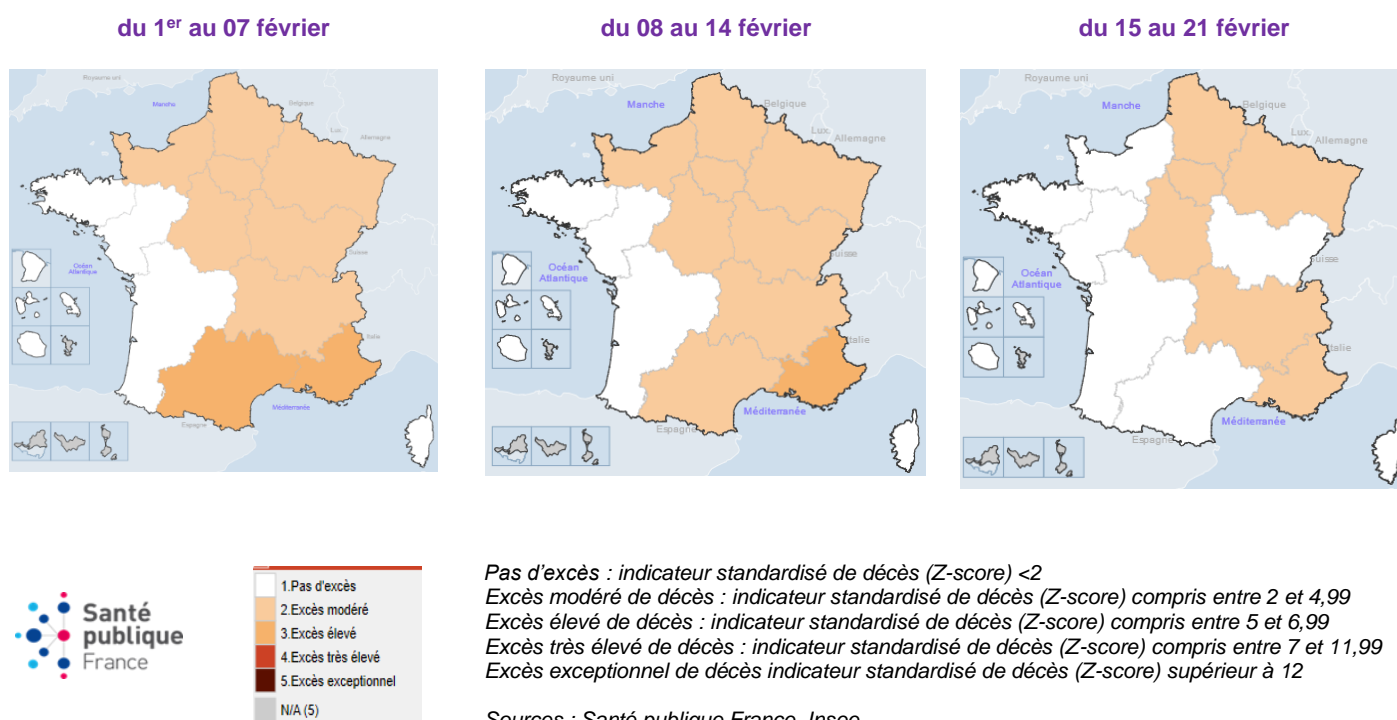 du 1er au 07 février
du 08 au 14 février
du 15 au 21 février
Royaume uni
Manche
Belgique
Lux.
Allemagne
Suisse
Océan
Atlantique
Italie
Méditerranée
Espagne
Royaume uni
Manche
Belgique
Lux.
Allemagne
Suisse
Océan
Atlantique
Italie
Méditerranée
Espagne
Royaume uni
Manche
Belgique
Lux.
Allemagne
Suisse
Océan
Atlantique
Italie
Méditerranée
Espagne
Santé
publique
France
1.Pas d'excès
2.Excès modéré
3.Excès élevé
4.Excès très élevé
5.Excès exceptionnel
N/A (5)
Pas d'excès : indicateur standardisé de décès (Z-score) <2
Excès modéré de décès : indicateur standardisé de décès (Z-score) compris entre 2 et 4,99
Excès élevé de décès : indicateur standardisé de décès (Z-score) compris entre 5 et 6,99
Excès très élevé de décès : indicateur standardisé de décès (Z-score) compris entre 7 et 11,99
Excès exceptionnel de décès indicateur standardisé de décès (Z-score) supérieur à 12
Sources : Santé publique France, Insee